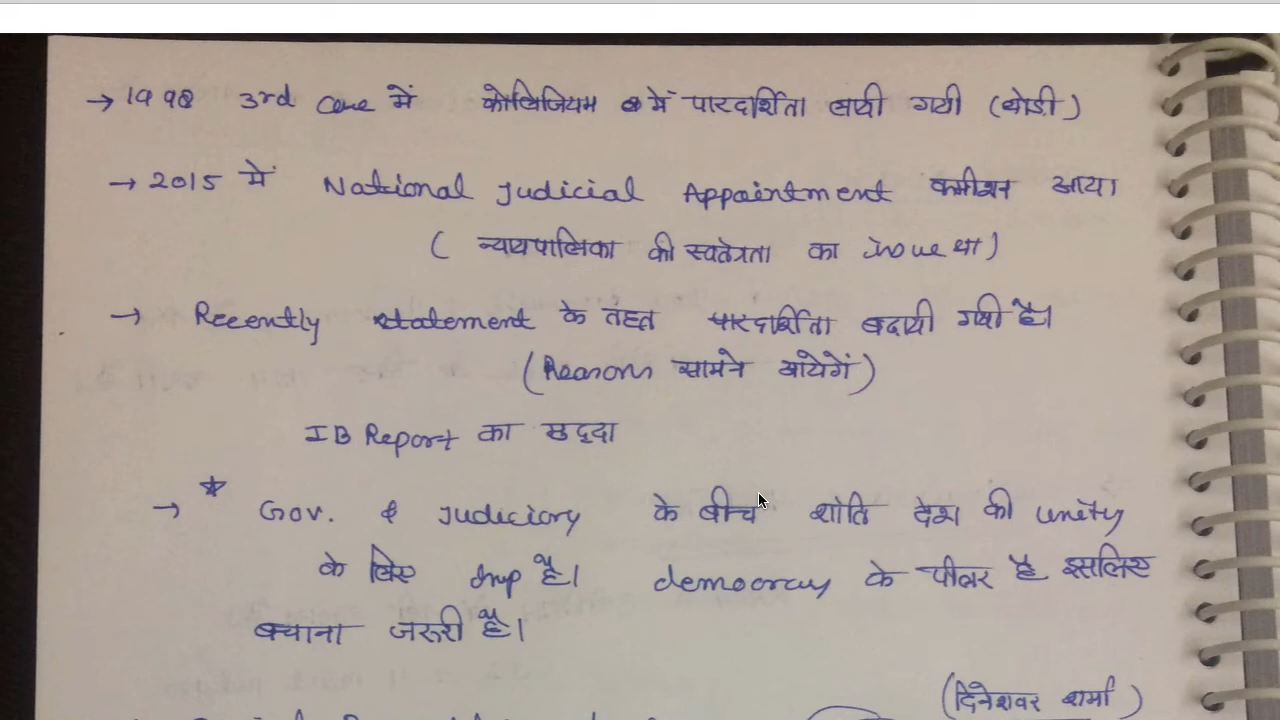 → 1998 3rd case में कोलिजियम में पारदर्शिता लायी गयी (थोडी)
→ 2015 में National Judicial Appointment कमीशन आया
( न्यायपालिका की स्वतंत्रता का issue था)
→ Recently statement के तहत पारदर्शिता बढायी गयी है।
(Reasons सामने आयेगें)
IB Report का मुद्दा
→ * Gov. & Judiciary के बीच शांति देश की unity
के लिए imp है। democracy के पीलर है इसलिए
बचाना जरूरी है।
(दिनेशवर शर्मा)